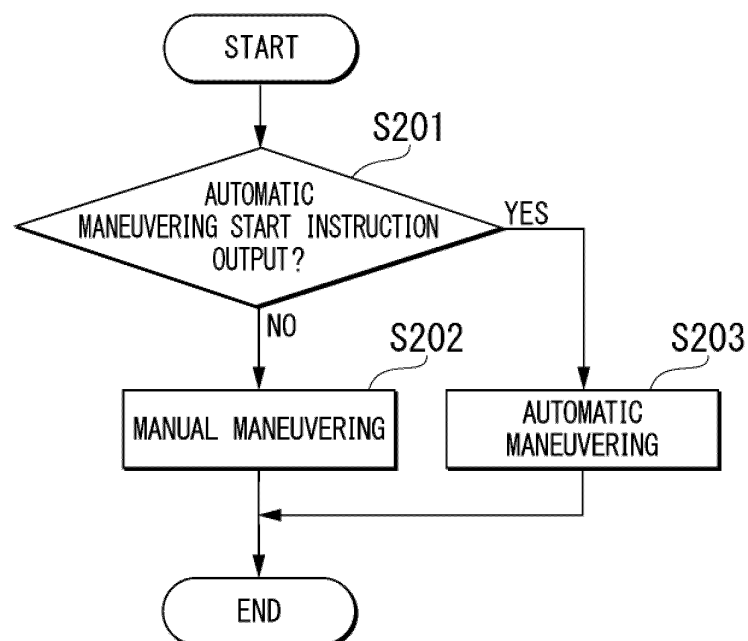 START
S201
AUTOMATIC
MANEUVERING START INSTRUCTION
OUTPUT?
YES
NO
S202
S203
MANUAL MANEUVERING
AUTOMATIC
MANEUVERING
END